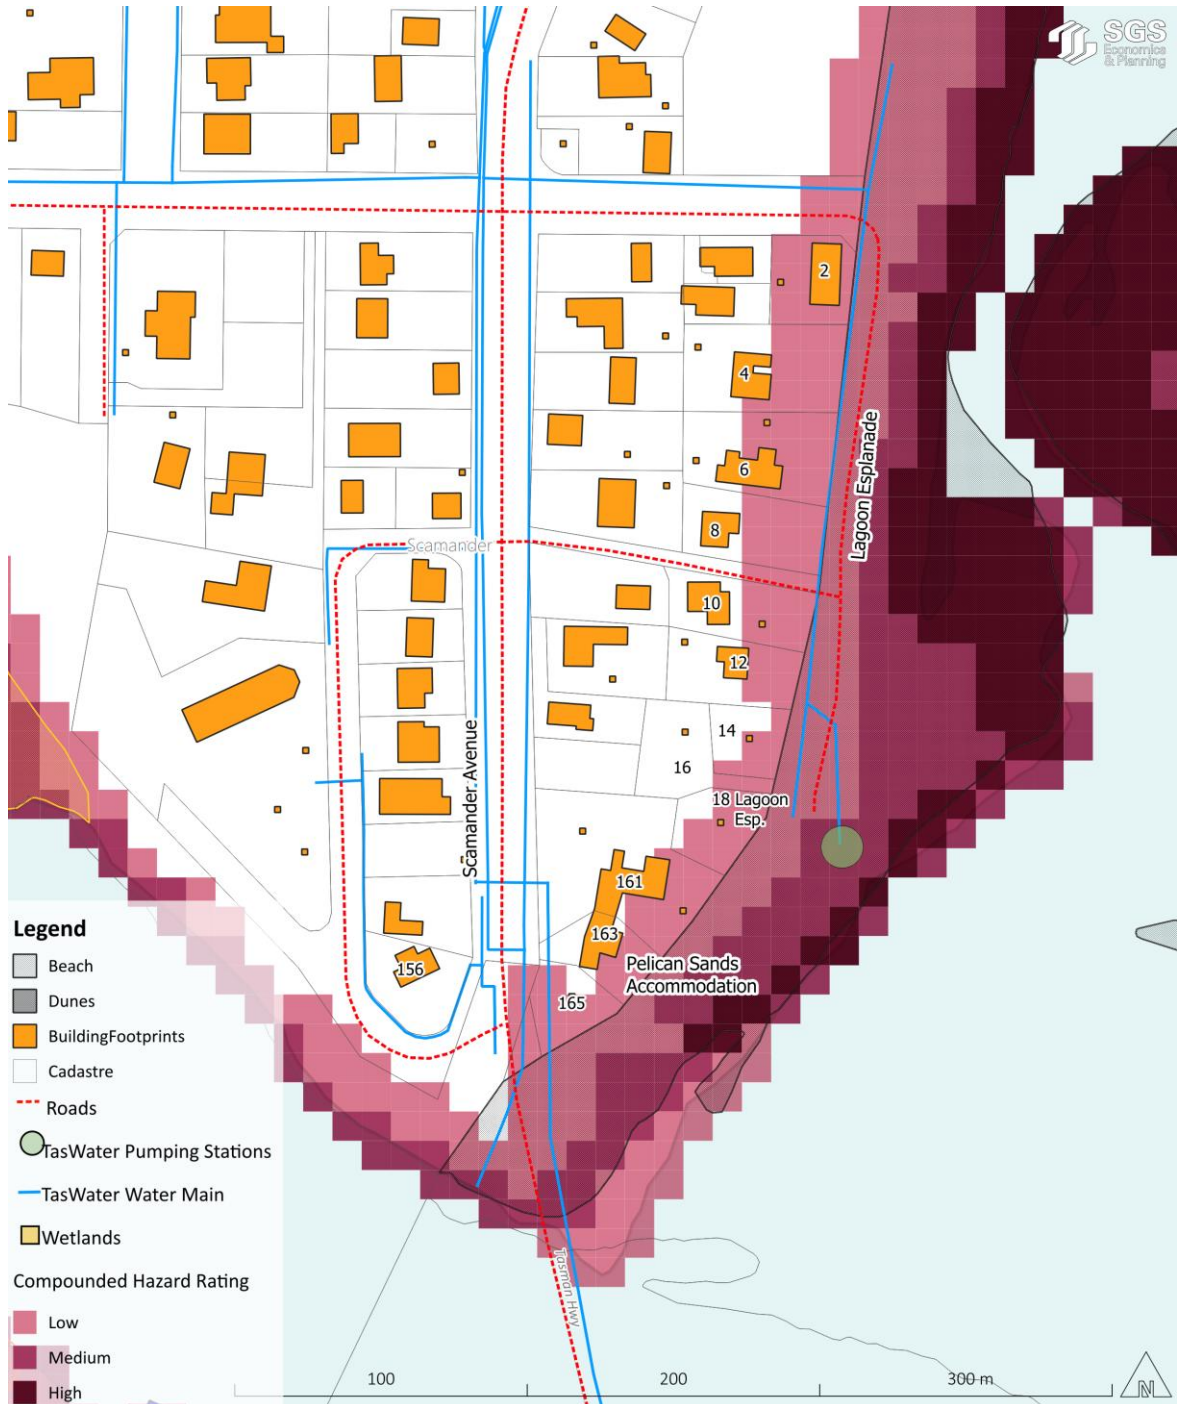 SGS
Economics
& Planning
2
4
6
8
10
12
14
16
18 Lagoon
Esp.
Lagoon Esplanade
Scamander
Scamander Avenue
161
163
156
165
Pelican Sands
Accommodation
Tasman Hwy
Legend
Beach
Dunes
BuildingFootprints
Cadastre
Roads
TasWater Pumping Stations
TasWater Water Main
Wetlands
Compounded Hazard Rating
Low
Medium
High
100
200
300 m
N